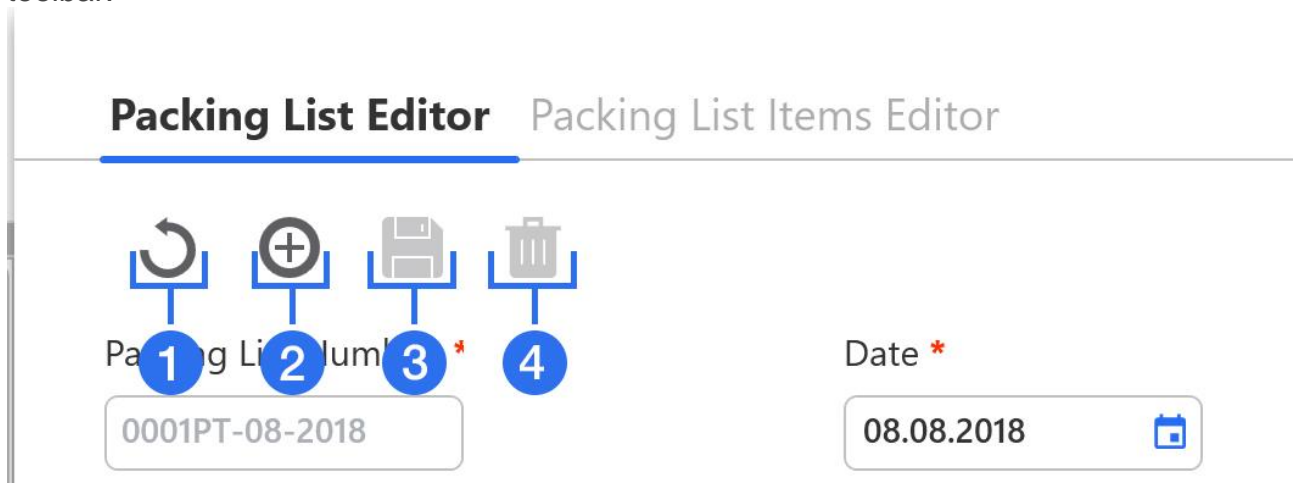 Packing List Editor Packing List Items Editor
1 2 3 4
Date *
0001PT-08-2018 08.08.2018